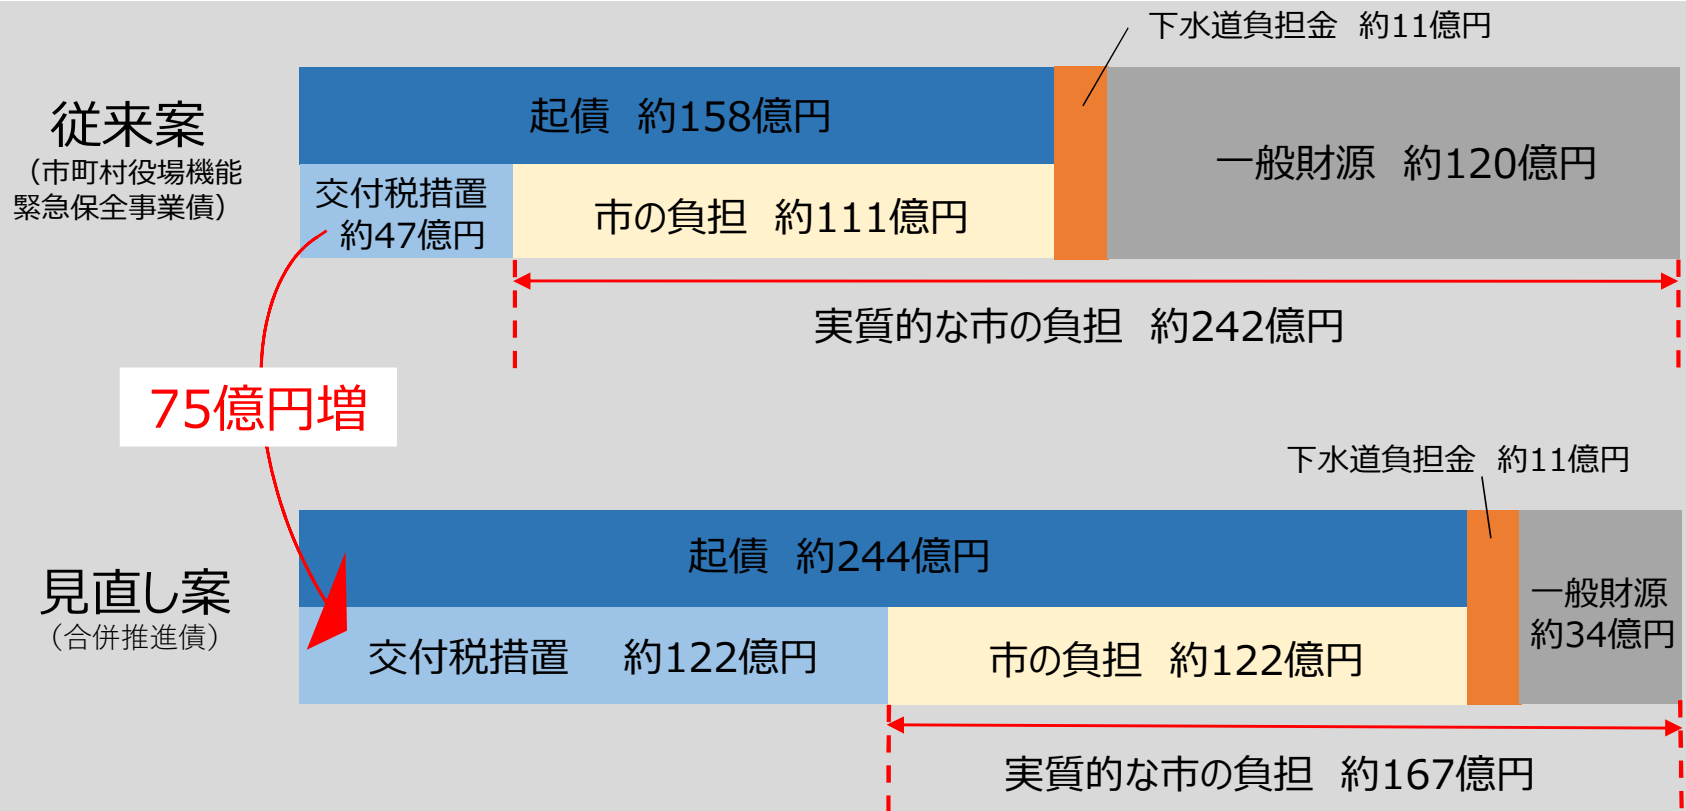 下水道負担金　約11億円
従来案
（市町村役場機能
緊急保全事業債）
起債　約158億円
交付税措置
約47億円
市の負担　約111億円
一般財源　約120億円
実質的な市の負担　約242億円
75億円増
下水道負担金　約11億円
見直し案
（合併推進債）
起債　約244億円
交付税措置　約122億円
市の負担　約122億円
一般財源
約34億円
実質的な市の負担　約167億円